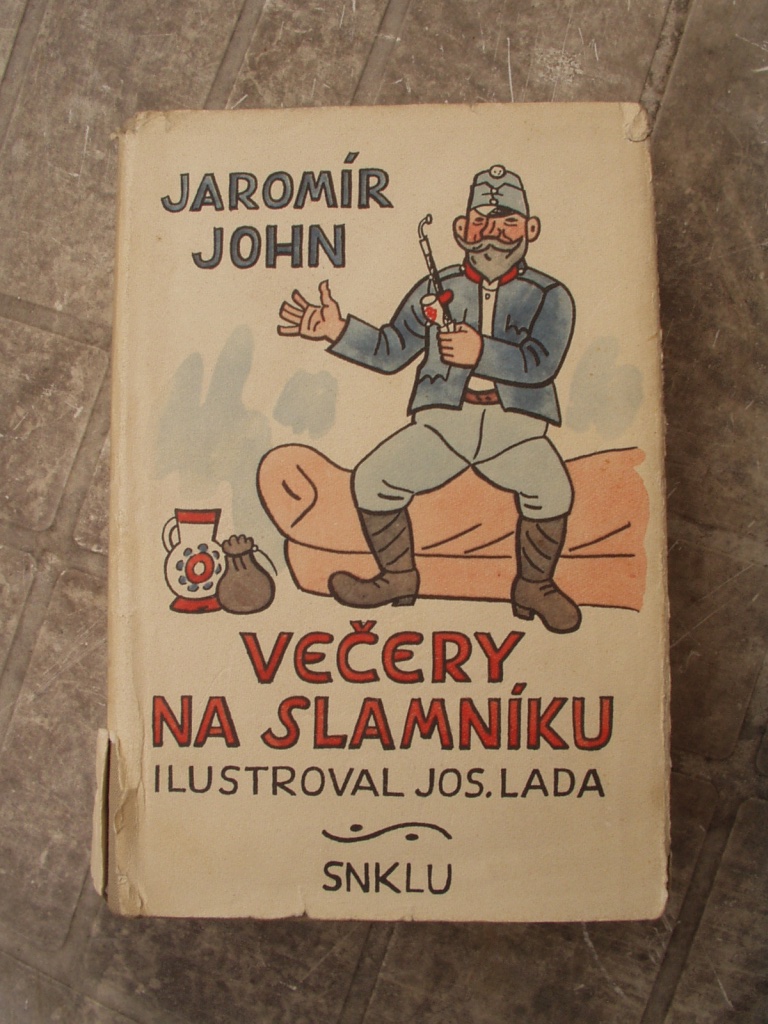 JAROMÍR
JOHN
VEČERY
NA SLAMNÍKU
ILUSTROVAL JOS. LADA
SNKLU